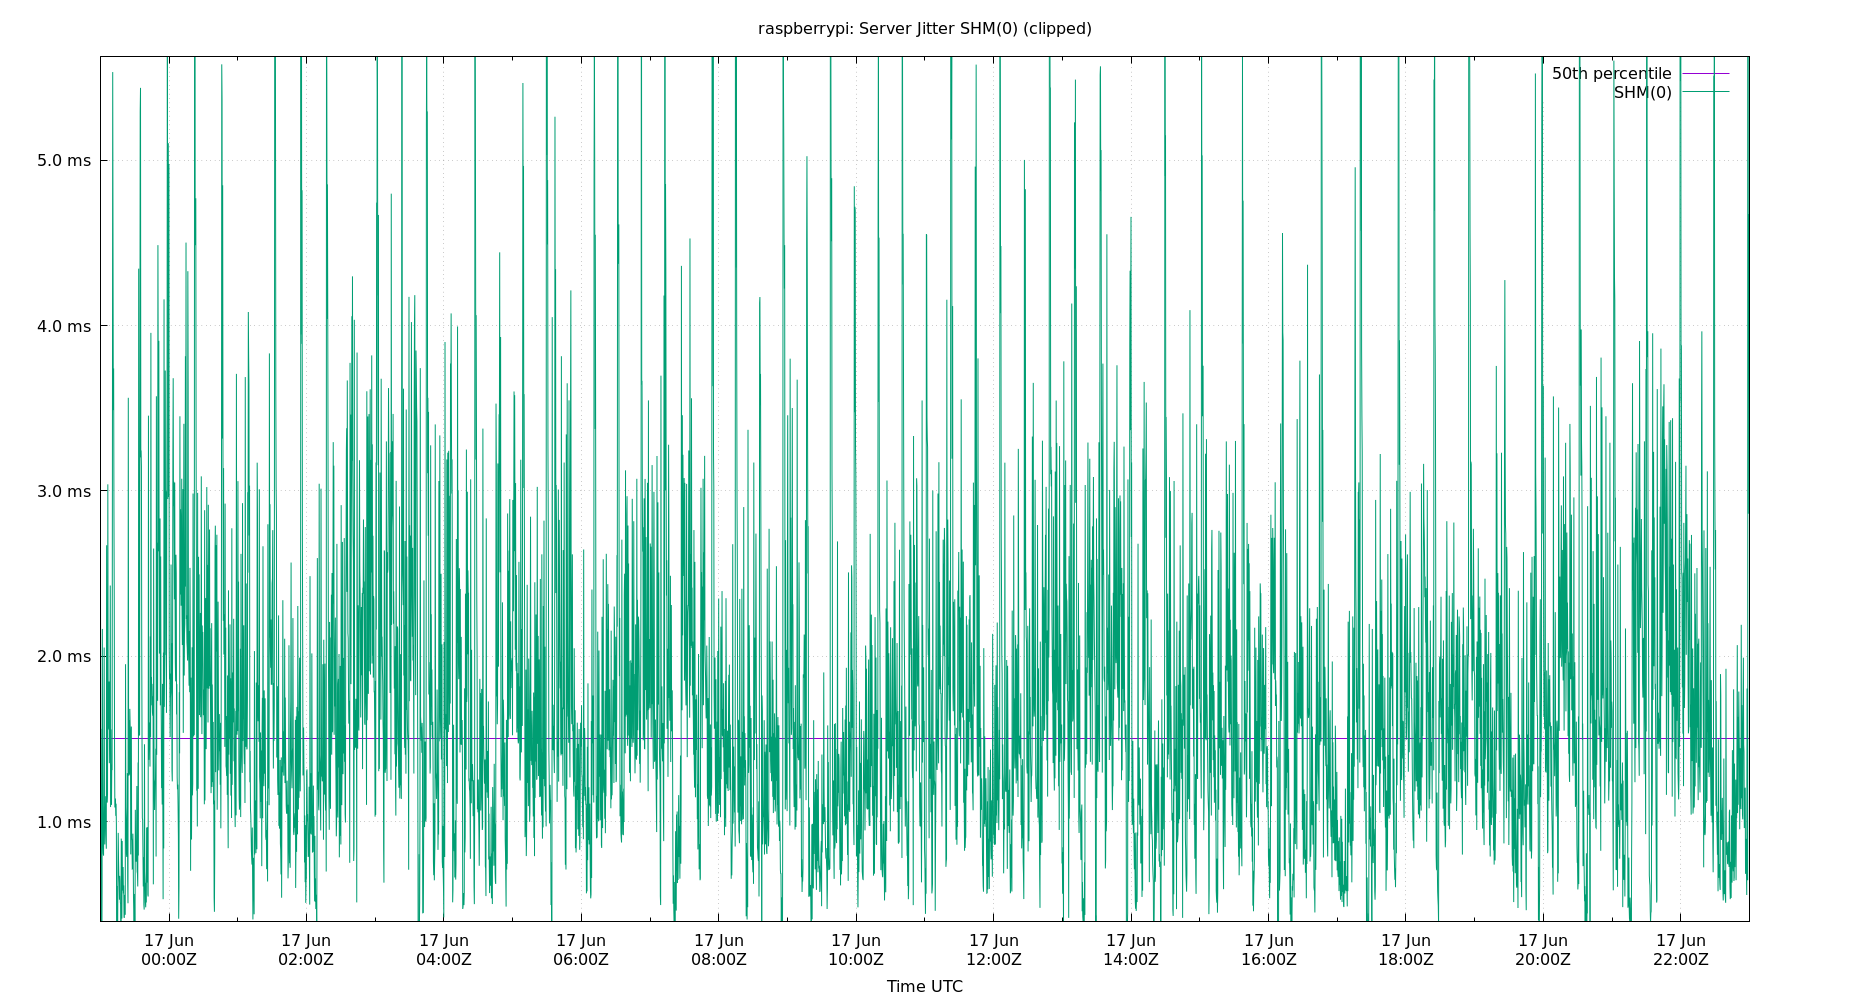 raspberrypi: Server Jitter SHM(0) (clipped)
50th percentile
SHM(0)
5.0 ms
4.0 ms
3.0 ms
2.0 ms
1.0 ms
17 Jun 17 Jun 17 Jun 17 Jun 17 Jun 17 Jun 17 Jun 17 Jun 17 Jun 17 Jun 17 Jun 17 Jun
00:00Z 02:00Z 04:00Z 06:00Z 08:00Z 10:00Z 12:00Z 14:00Z 16:00Z 18:00Z 20:00Z 22:00Z
Time UTC